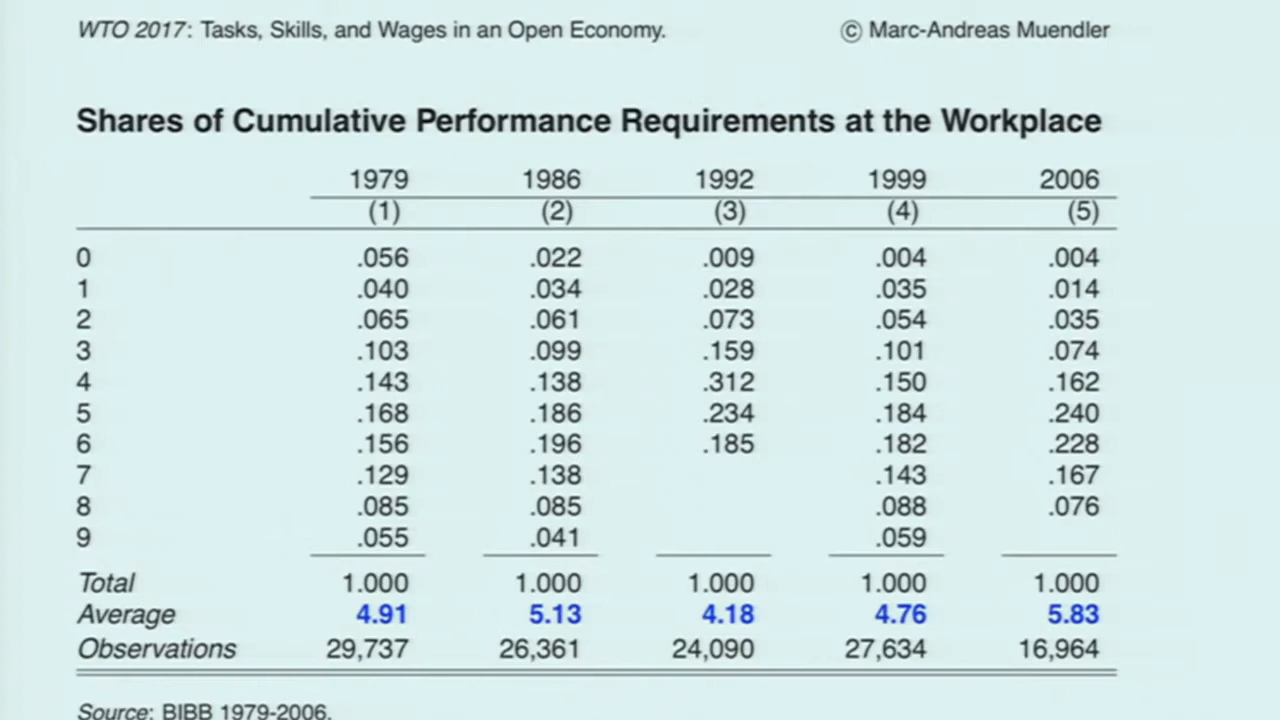 WTO 2017: Tasks, Skills, and Wages in an Open Economy. © Marc-Andreas Muendler
Shares of Cumulative Performance Requirements at the Workplace
1979 1986 1992 1999 2006
(1) (2) (3) (4) (5)
0 .056 .022 .009 .004 .004
1 .040 .034 .028 .035 .014
2 .065 .061 .073 .054 .035
3 .103 .099 .159 .101 .074
4 .143 .138 .312 .150 .162
5 .168 .186 .234 .184 .240
6 .156 .196 .185 .182 .228
7 .129 .138 .143 .167
8 .085 .085 .088 .076
9 .055 .041 .059
Total 1.000 1.000 1.000 1.000 1.000
Average 4.91 5.13 4.18 4.76 5.83
Observations 29,737 26,361 24,090 27,634 16,964
Source: BIBB 1979-2006.